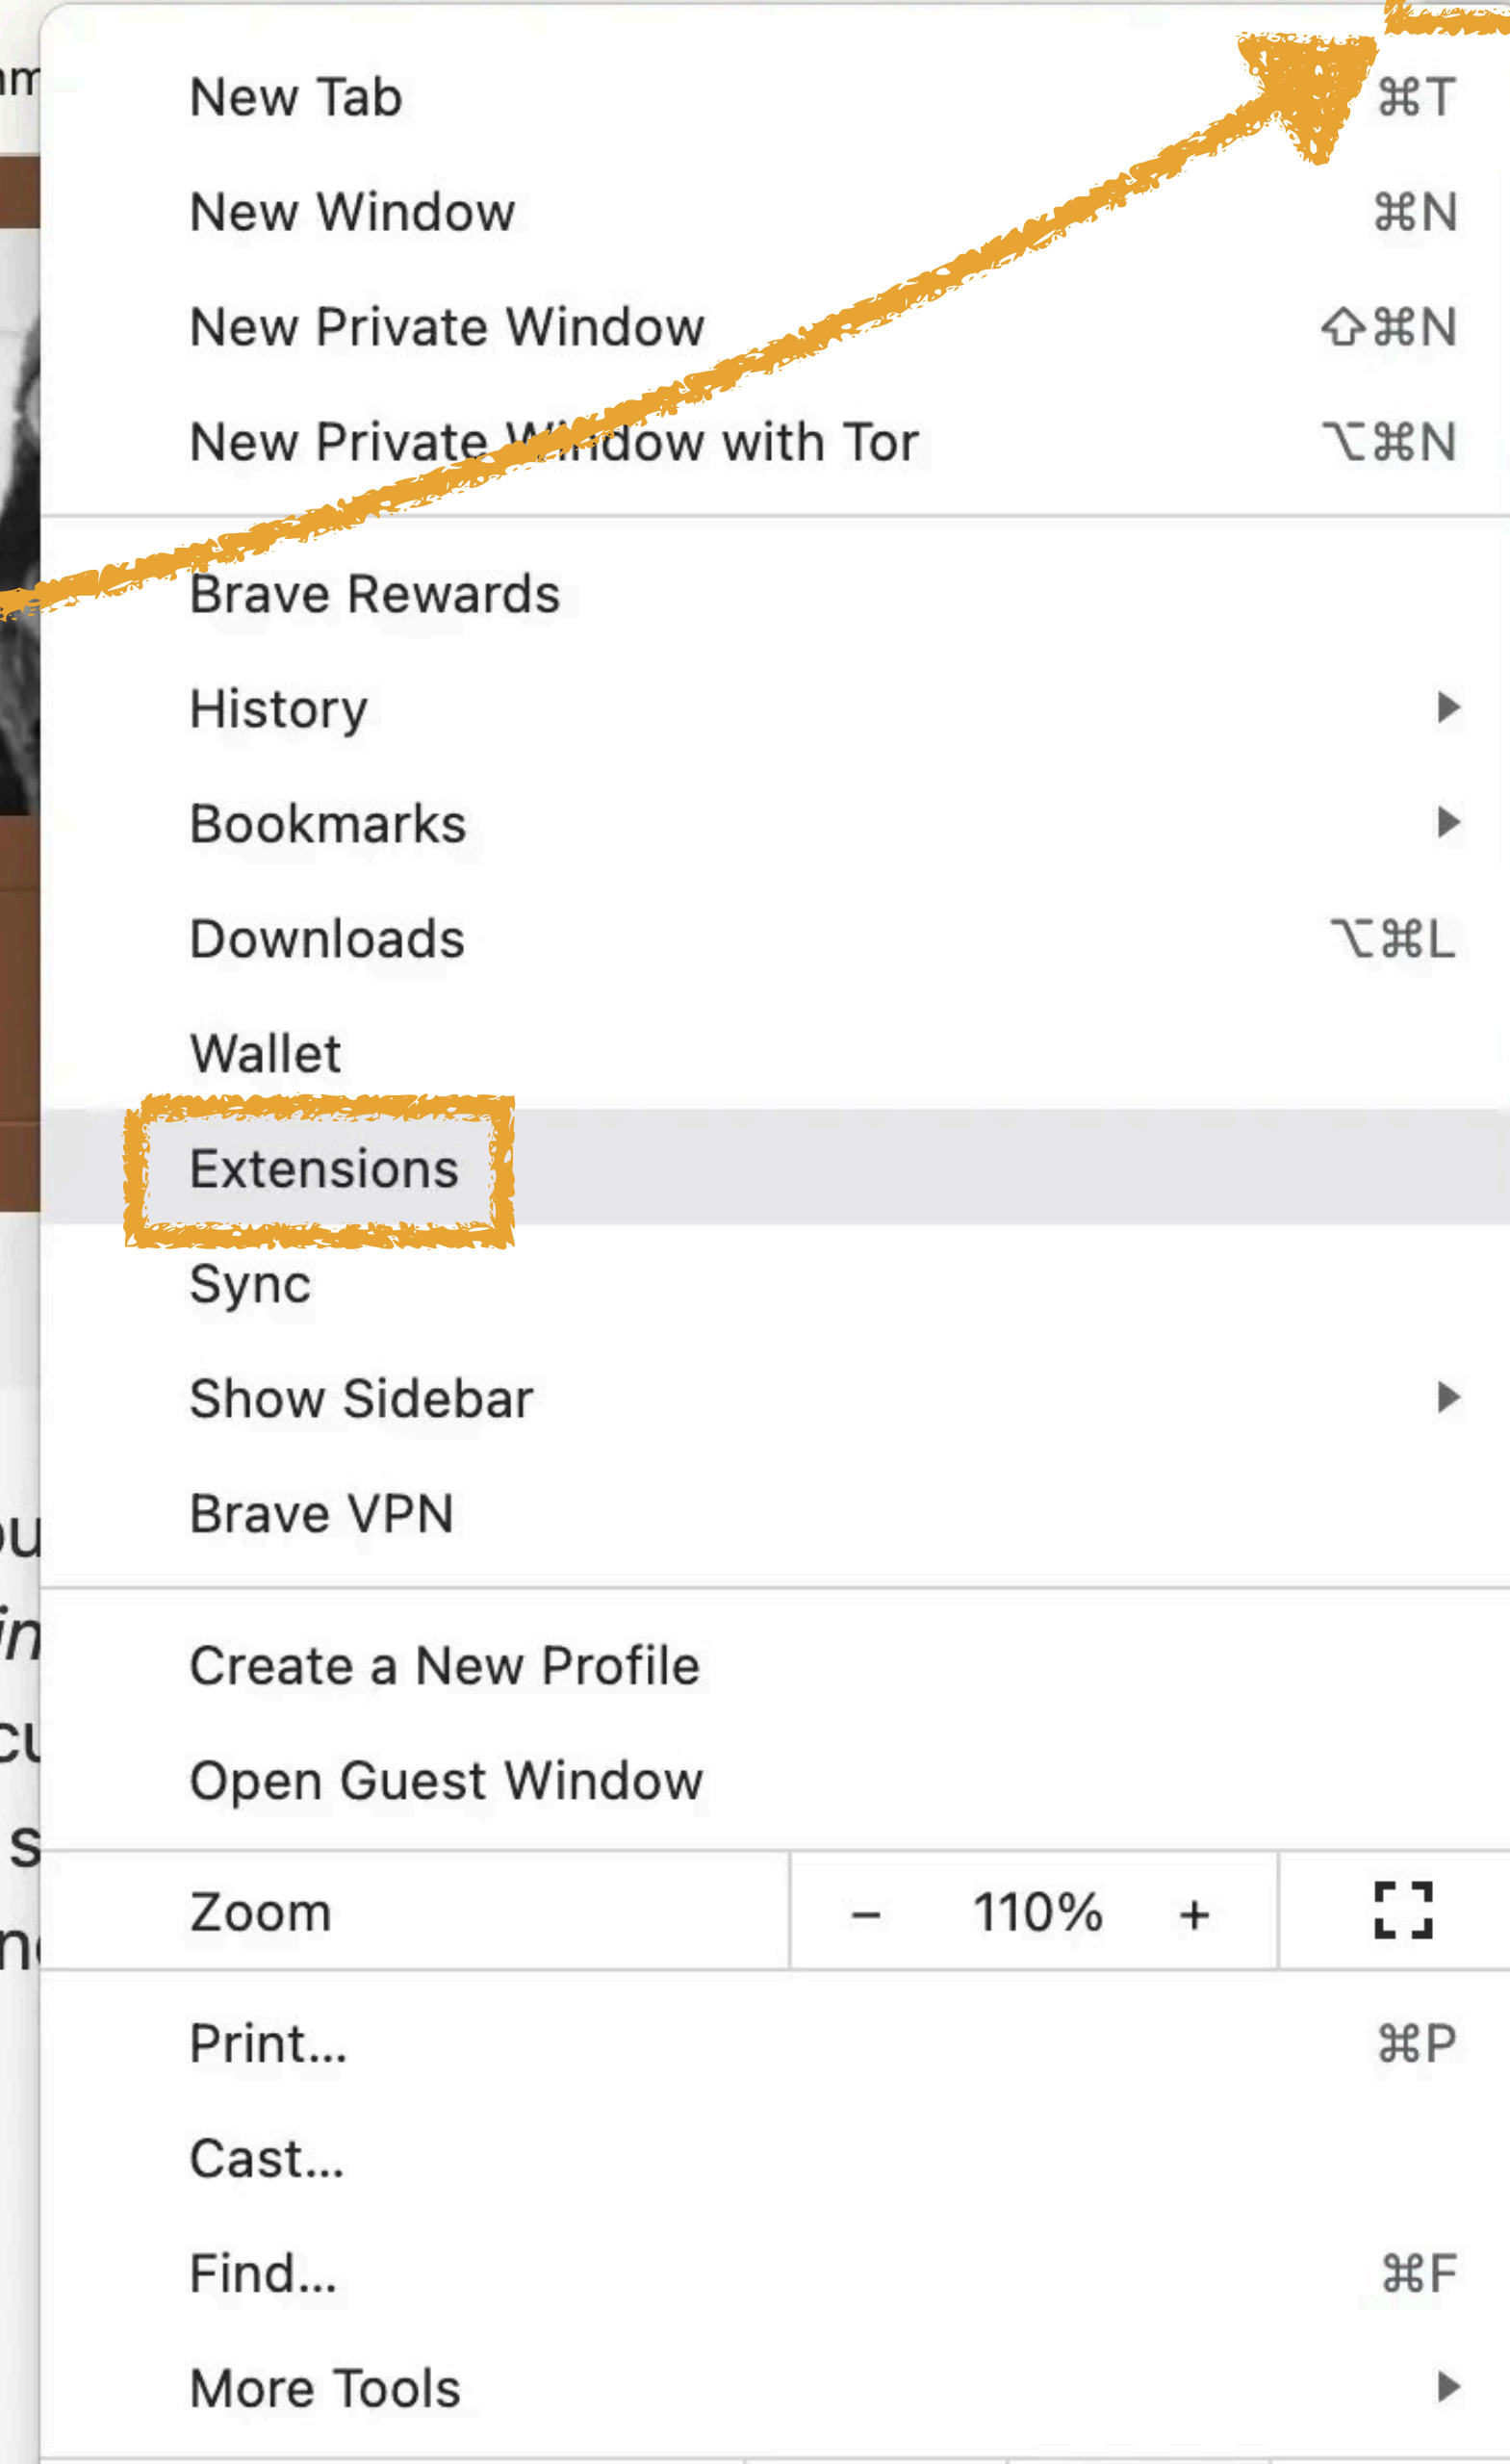 New Tab ⌘T
New Window ⌘N
New Private Window ⇧⌘N
New Private Window with Tor ⌥⌘N
Brave Rewards
History
Bookmarks
Downloads ⌥⌘L
Wallet
Extensions
Sync
Show Sidebar
Brave VPN
Create a New Profile
Open Guest Window
Zoom − 110% +
Print... ⌘P
Cast...
Find... ⌘F
More Tools